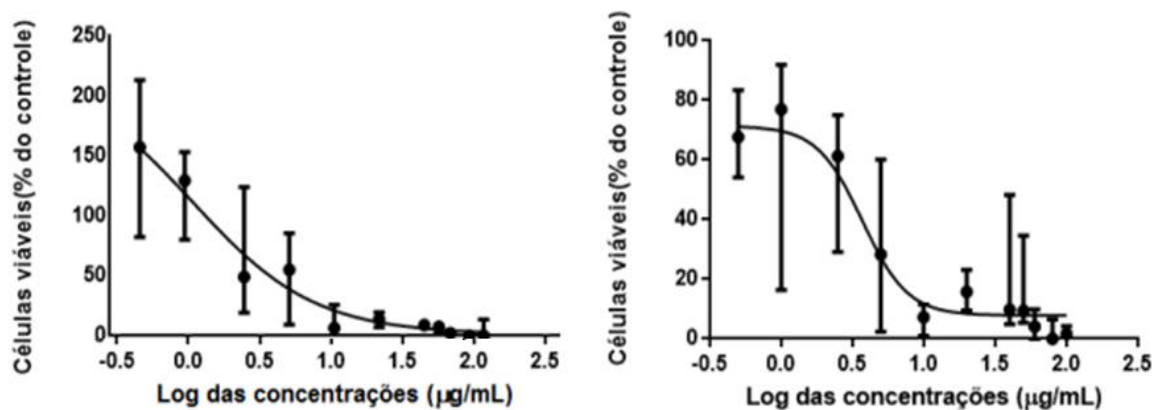 Células viáveis(% do controle)
250
200
150
100
50
0
-0.5 0.0 0.5 1.0 1.5 2.0 2.5
Log das concentrações (µg/mL)
Células viáveis(% do controle)
100
80
60
40
20
0
-0.5 0.0 0.5 1.0 1.5 2.0 2.5
Log das concentrações (µg/mL)